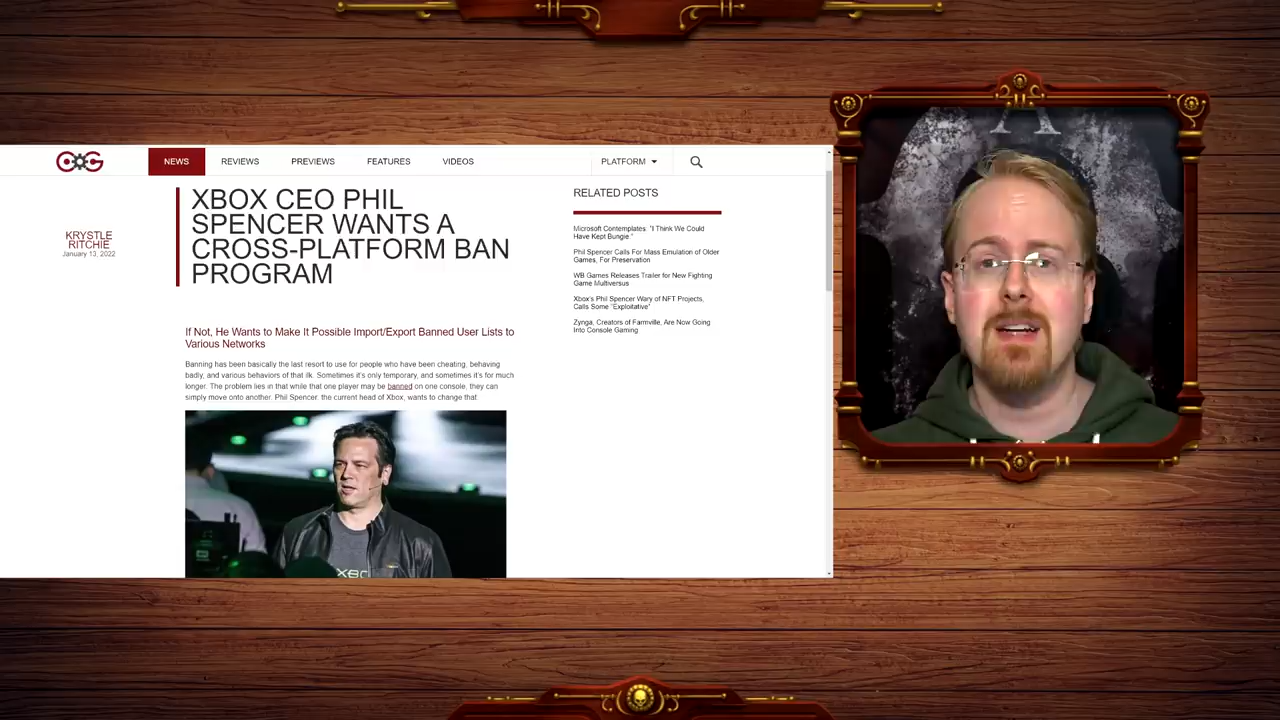 OG
NEWS
REVIEWS
PREVIEWS
FEATURES
VIDEOS
PLATFORM
KRYSTLE
RITCHIE
January 13, 2022
XBOX CEO PHIL
SPENCER WANTS A
CROSS-PLATFORM BAN
PROGRAM
If Not, He Wants to Make It Possible Import/Export Banned User Lists to
Various Networks
Banning has been basically the last resort to use for people who have been cheating, behaving
badly, and various behaviors of that ilk. Sometimes it's only temporary, and sometimes it's for much
longer. The problem lies in that while that one player may be banned on one console, they can
simply move onto another. Phil Spencer, the current head of Xbox, wants to change that.
XBO
RELATED POSTS
Microsoft Contemplates: "I Think We Could
Have Kept Bungie."
Phil Spencer Calls For Mass Emulation of Older
Games, For Preservation
WB Games Releases Trailer for New Fighting
Game Multiversus
Xbox's Phil Spencer Wary of NFT Projects,
Calls Some "Exploitative"
Zynga, Creators of Farmville, Are Now Going
Into Console Gaming